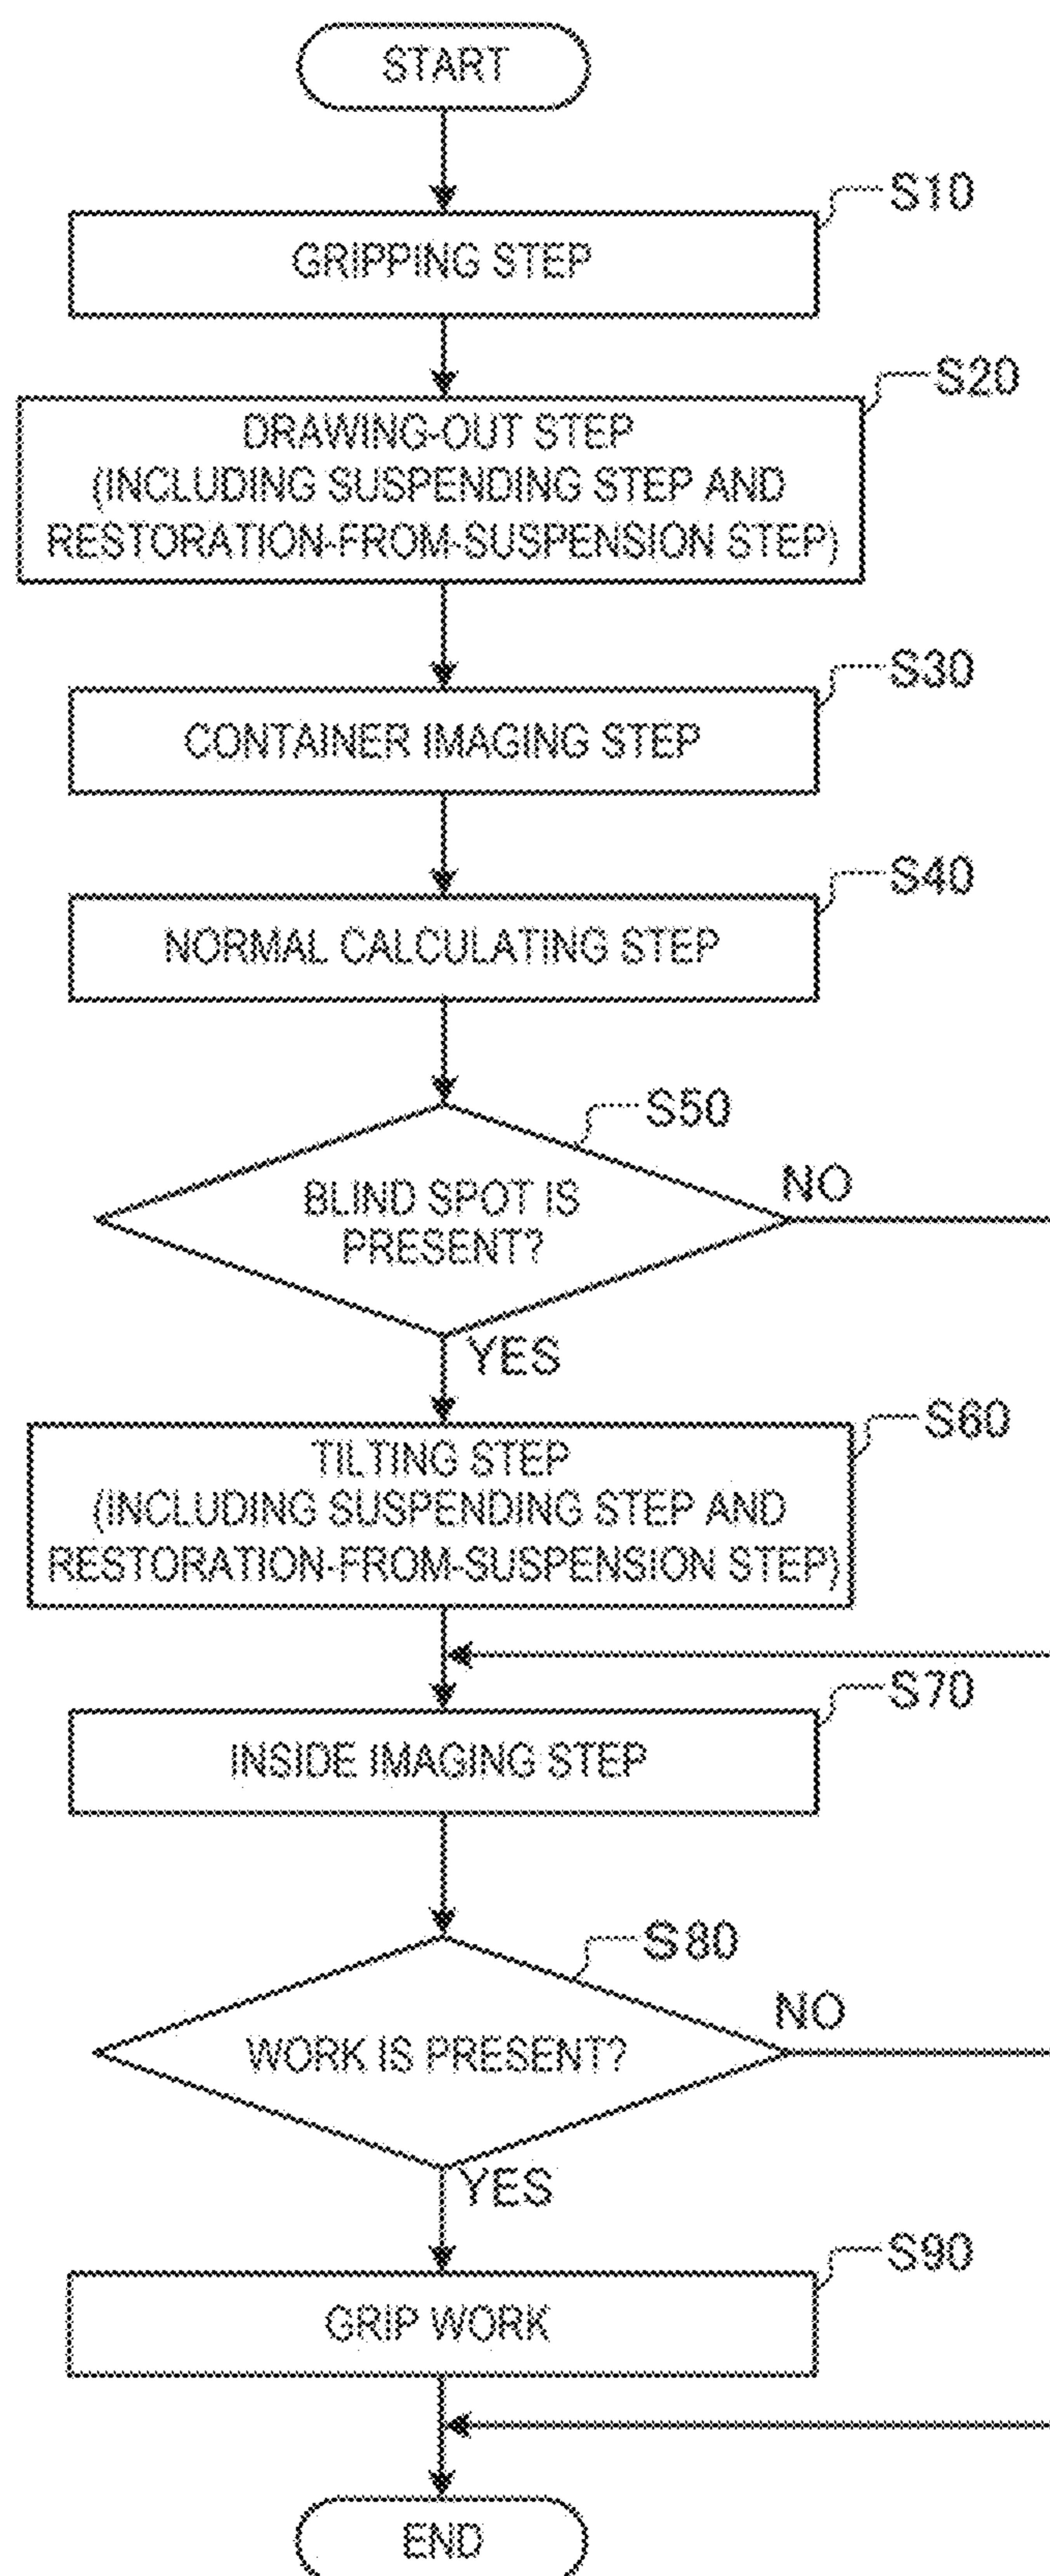 START
S10
GRIPPING STEP
S20
DRAWING-OUT STEP
(INCLUDING SUSPENDING STEP AND
RESTORATION-FROM-SUSPENSION STEP)
S30
CONTAINER IMAGING STEP
S40
NORMAL CALCULATING STEP
S50
NO
BLIND SPOT IS
PRESENT?
YES
S60
TILTING STEP
(INCLUDING SUSPENDING STEP AND
RESTORATION-FROM-SUSPENSION STEP)
S70
INSIDE IMAGING STEP
S80
NO
WORK IS PRESENT?
YES
S90
GRIP WORK
END